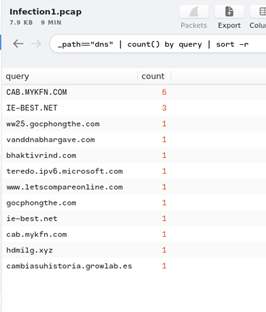 Infection1.pcap
7.9 KB 9 MIN
Packets
Export
_path=="dns" | count() by query | sort -r
query count
CAB.MYKFN.COM 6
IE-BEST.NET 3
ww25.gocphongthe.com 1
vanddnabhargave.com 1
bhaktivrind.com 1
teredo.ipv6.microsoft.com 1
www.letscompareonline.com 1
gocphongthe.com 1
ie-best.net 1
cab.mykfn.com 1
hdmilg.xyz 1
cambiasuhistoria.growlab.es 1